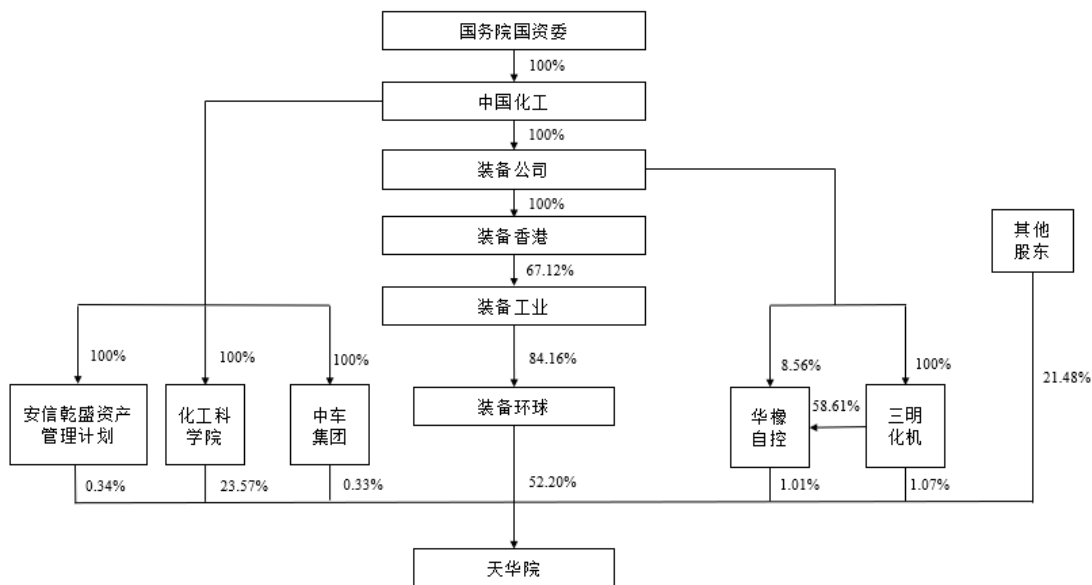 国务院国资委
100%
中国化工
100%
装备公司
100%
装备香港
其他
股东
67.12%
装备工业
100%
100%
100%
84.16%
8.56%
100%
21.48%
安信乾盛资产
管理计划
化工科
学院
中车
集团
装备环球
华橡
自控
58.61%
三明
化机
0.34%
23.57%
0.33%
52.20%
1.01%
1.07%
天华院